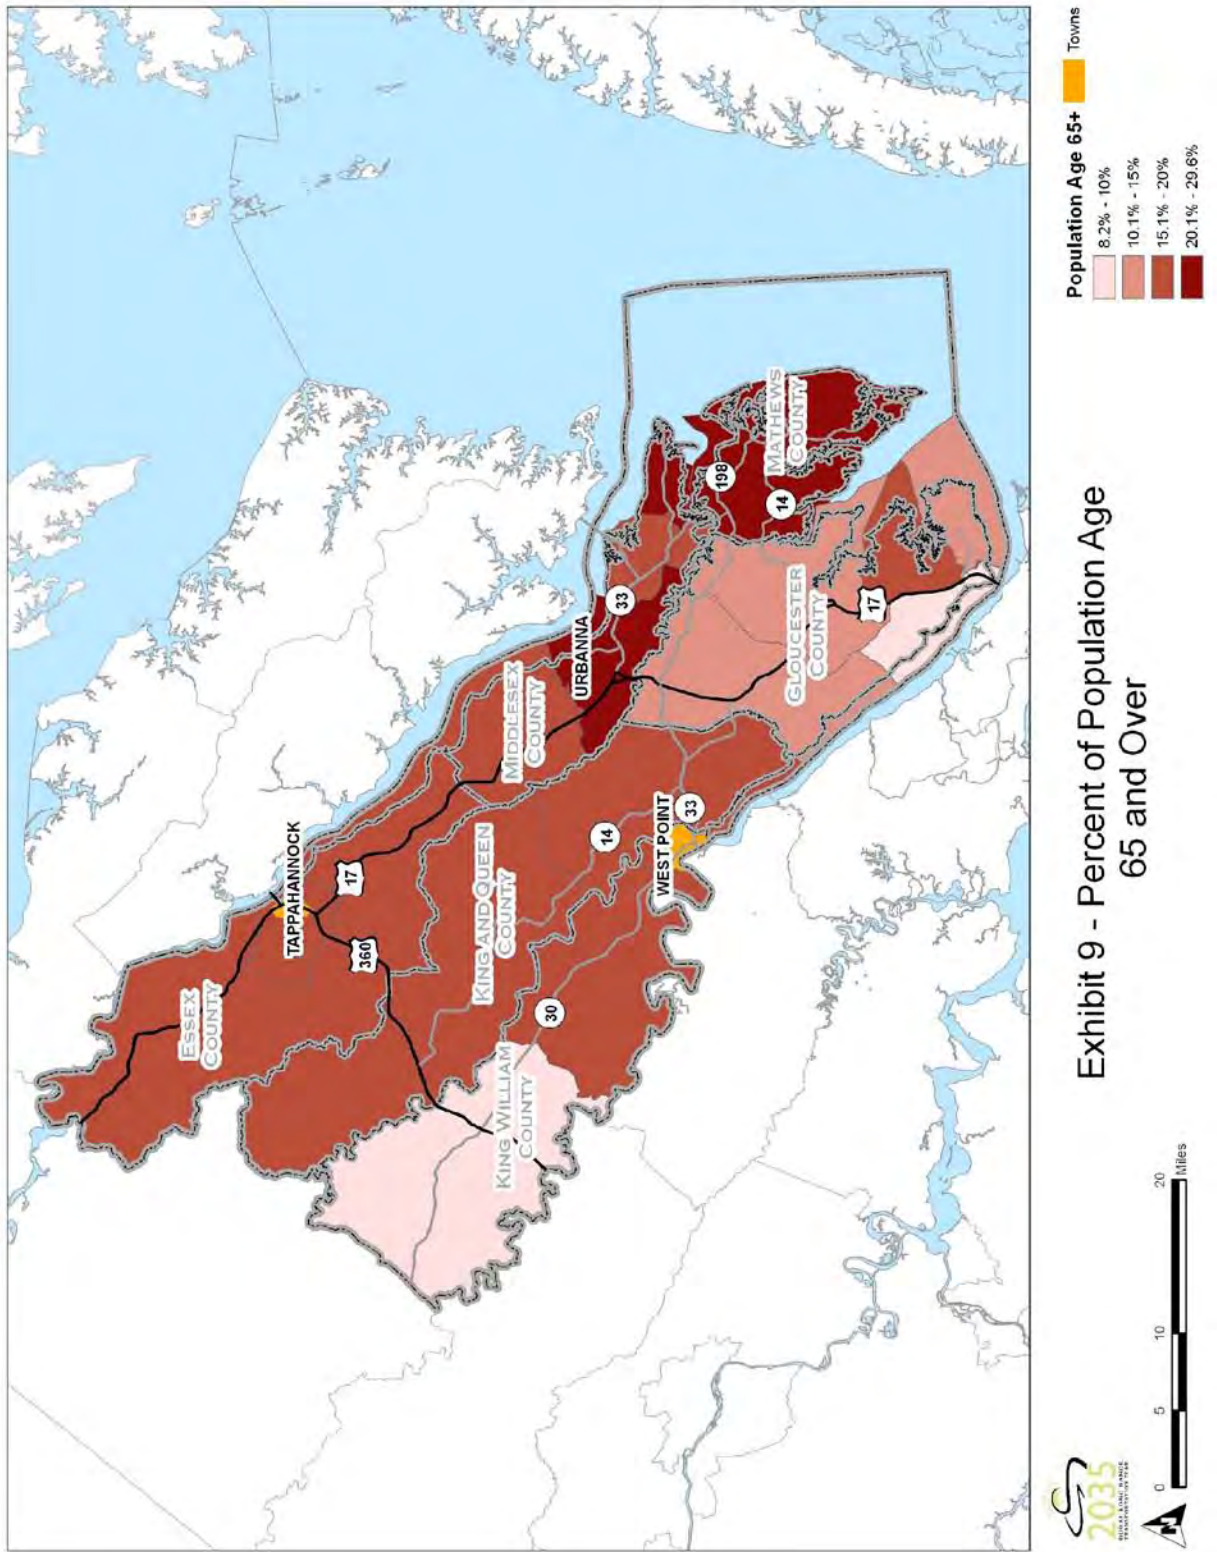 ESSEX
COUNTY
TAPPAHANNOCK
17
360
KING AND QUEEN
COUNTY
MIDDLESEX
COUNTY
URBANNA
33
198
MATHEWS
COUNTY
14
14
30
KING WILLIAM
COUNTY
WEST POINT
33
GLOUCESTER
COUNTY
17
2035
0 5 10 20
Miles
N
Exhibit 9 - Percent of Population Age
65 and Over
Population Age 65+
8.2% - 10%
10.1% - 15%
15.1% - 20%
20.1% - 29.6%
Towns